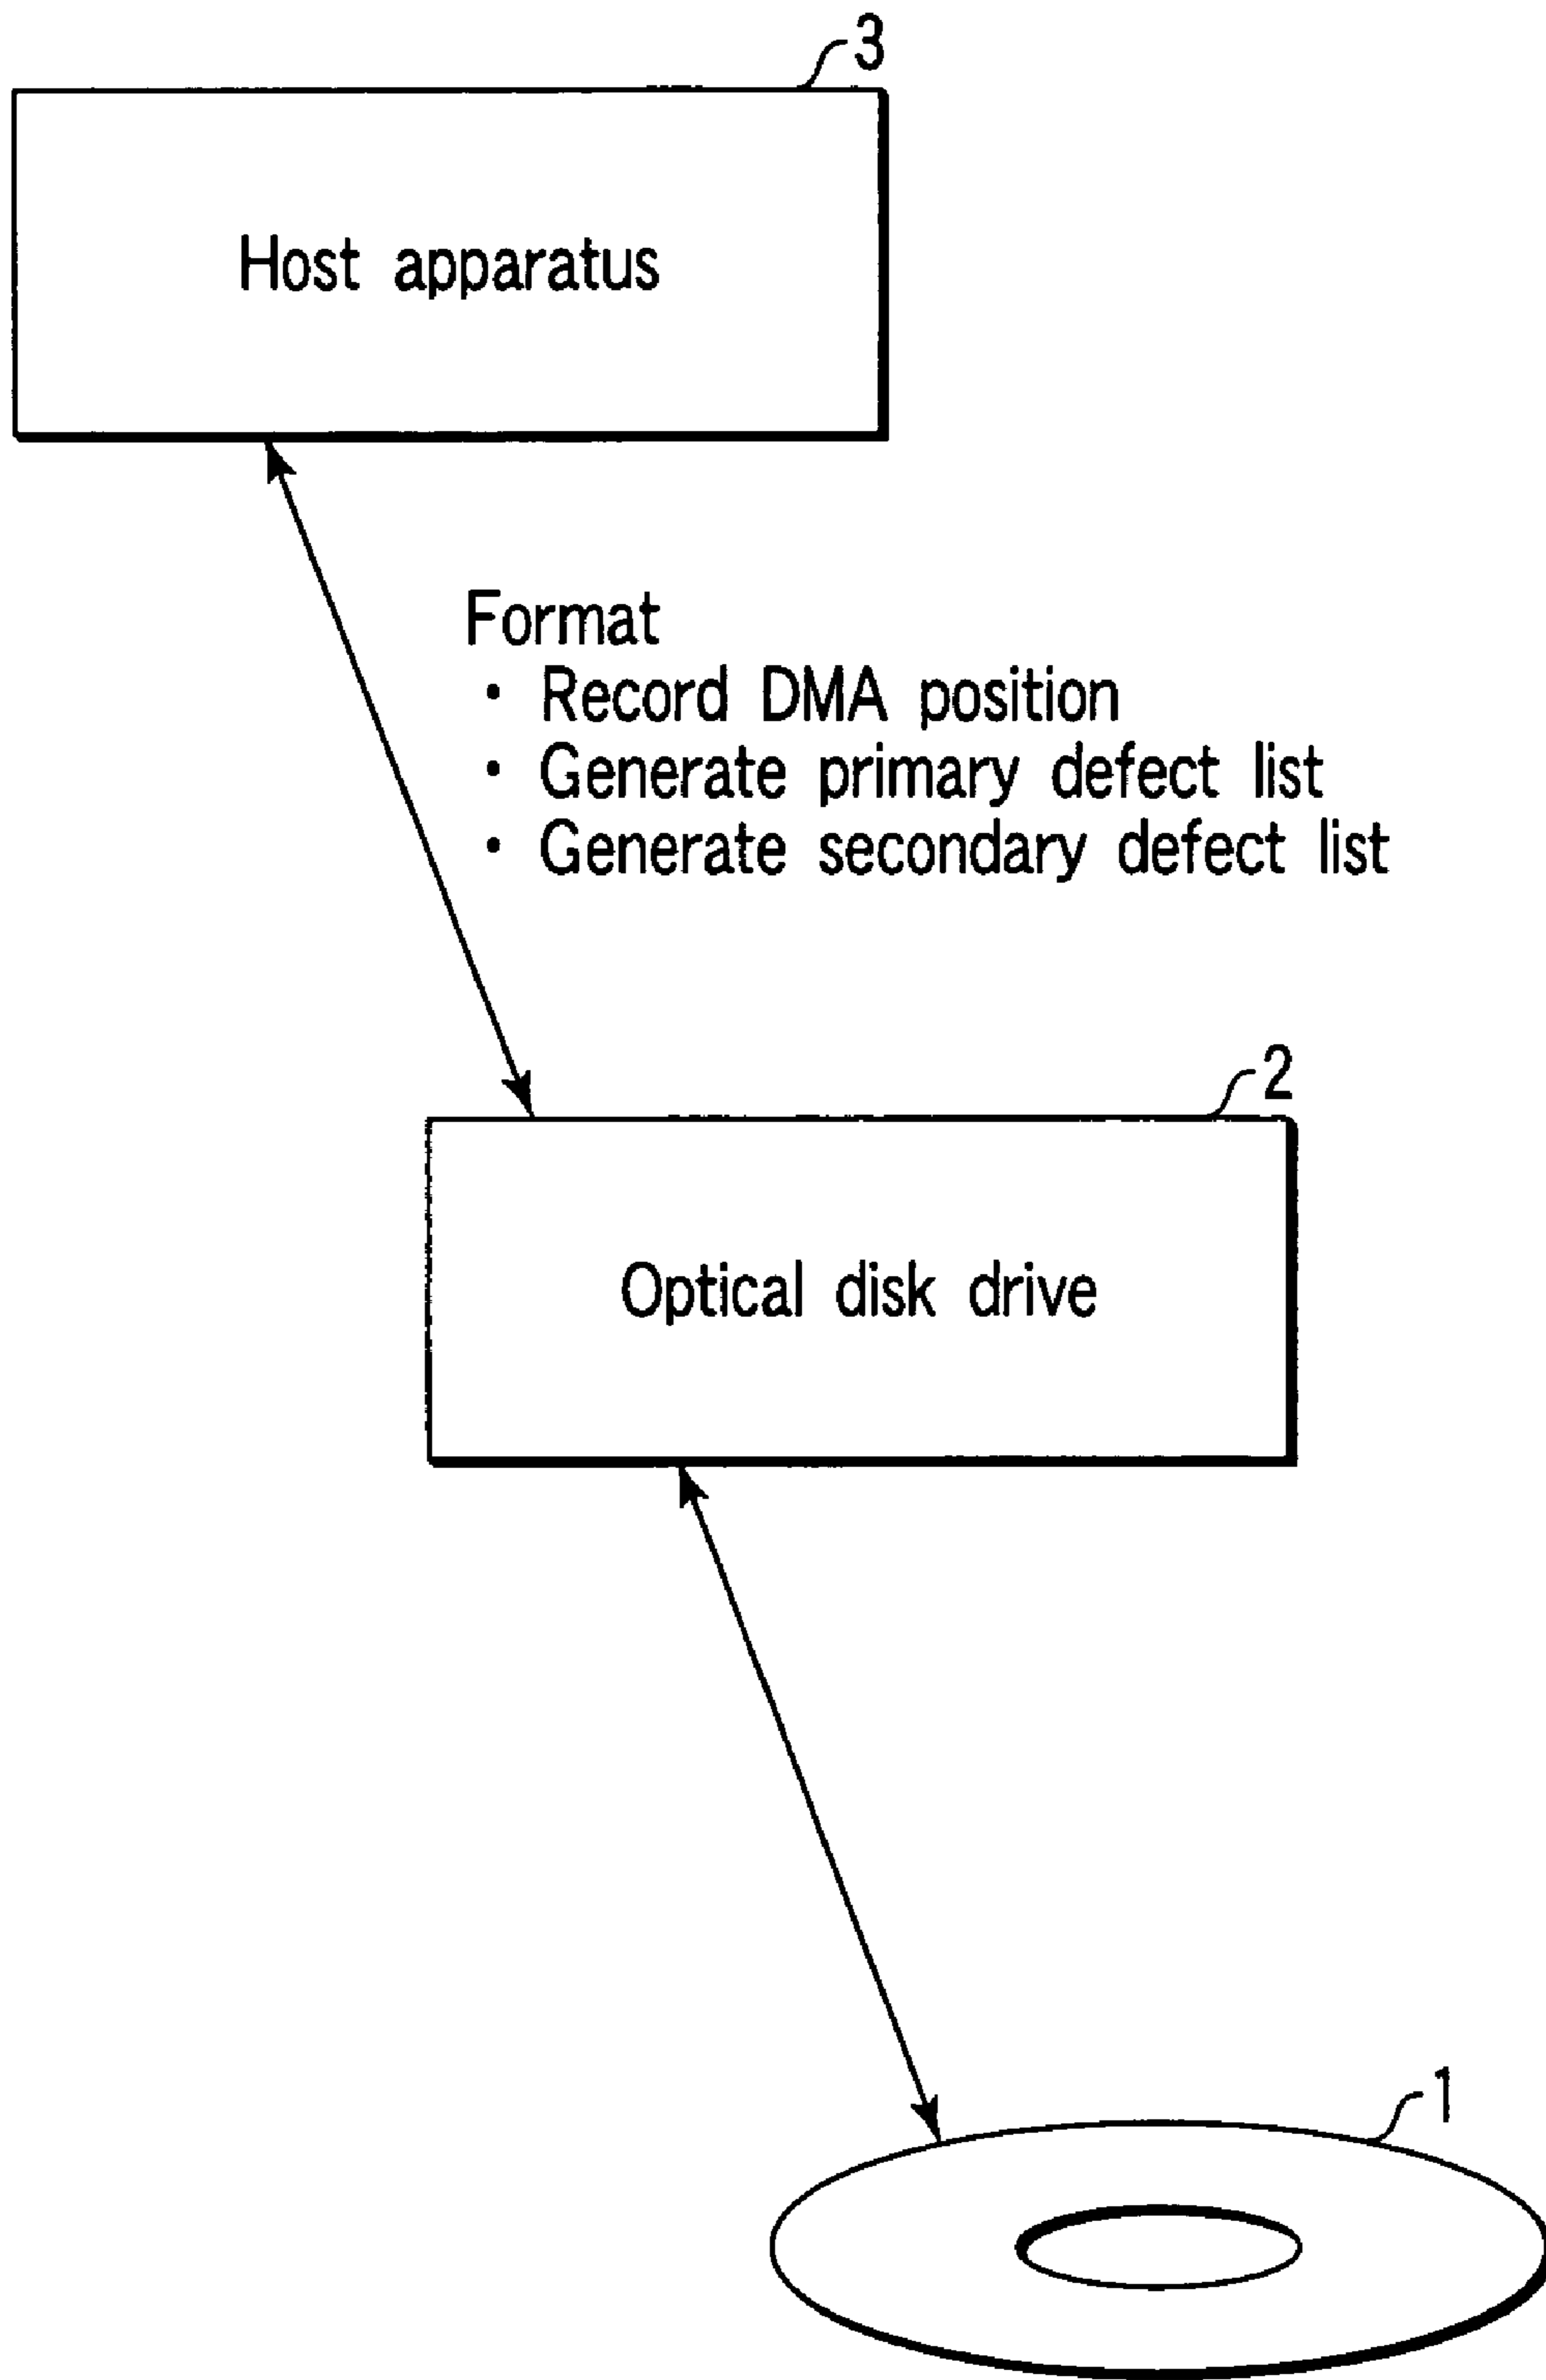 3
Host apparatus
Format
· Record DMA position
· Generate primary defect list
· Generate secondary defect list
2
Optical disk drive
1